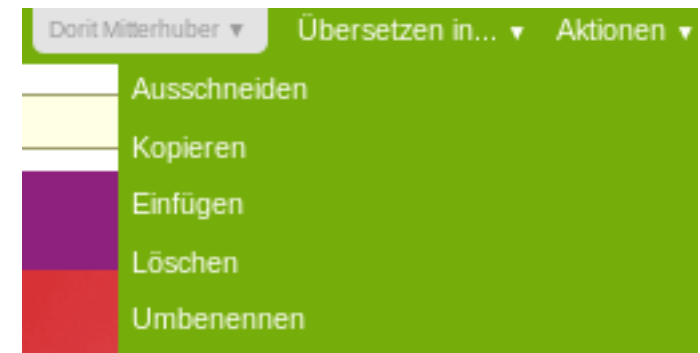 Dorit Mitterhuber ▼ Übersetzen in... ▼ Aktionen ▼
Ausschneiden
Kopieren
Einfügen
Löschen
Umbenennen